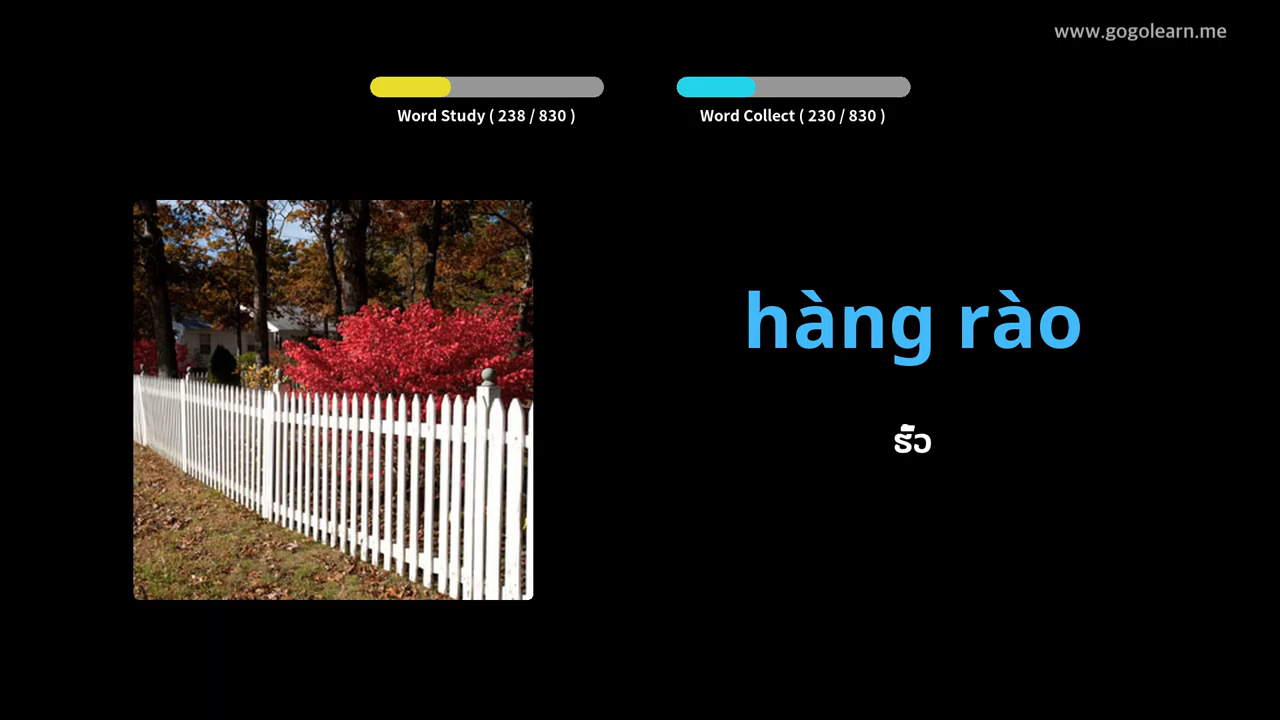 www.gogolearn.me
Word Study ( 238 / 830 )
Word Collect ( 230 / 830 )
hàng rào
รั้ว